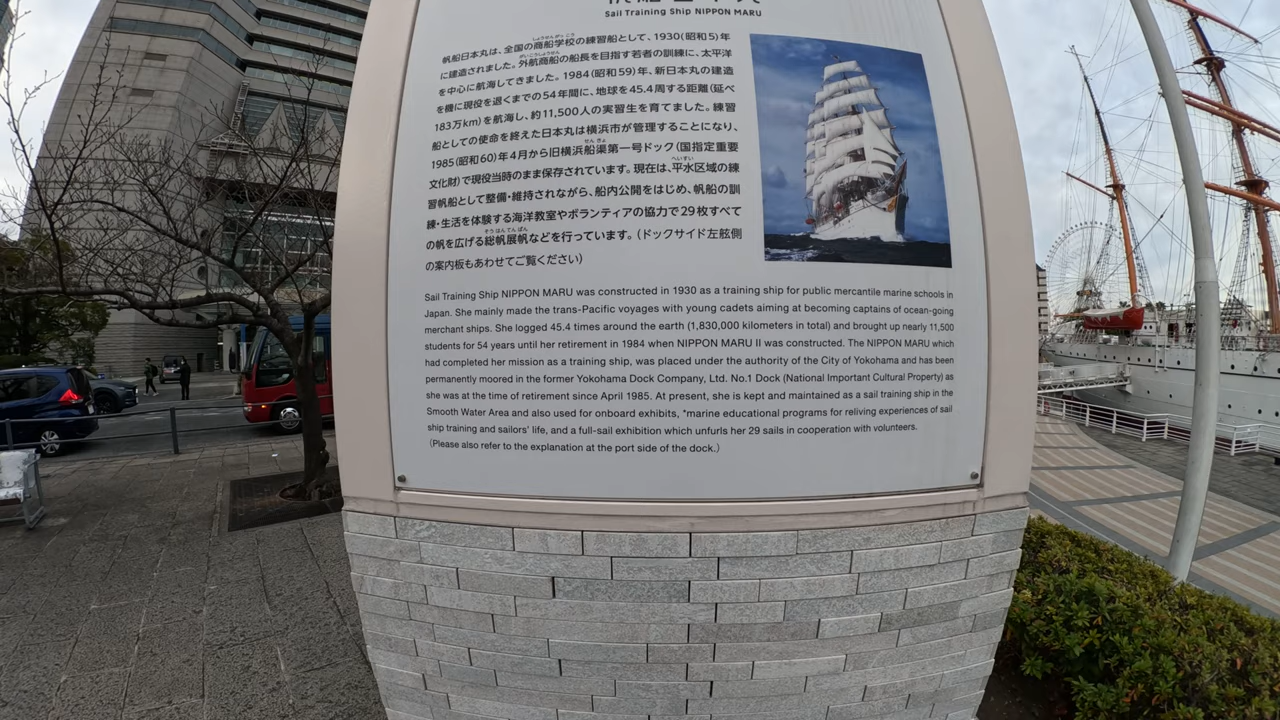 Sail Training Ship NIPPON MARU
帆船日本丸は、全国の商船学校の練習船として、1930(昭和5)年
に建造されました。外航商船の船長を目指す若者の訓練に、太平洋
を中心に航海してきました。1984(昭和59)年、新日本丸の建造
を機に現役を退くまでの54年間に、地球を45.4周する距離(延べ
183万km)を航海し、約11,500人の実習生を育てました。練習
船としての使命を終えた日本丸は横浜市が管理することになり、
1985(昭和60)年4月から旧横浜船渠第一号ドック(国指定重要
文化財)で現役当時のまま保存されています。現在は、平水区域の練
習帆船として整備・維持されながら、船内公開をはじめ、帆船の訓
練・生活を体験する海洋教室やボランティアの協力で29枚すべて
の帆を広げる総帆展帆などを行っています。(ドックサイド左舷側
の案内板もあわせてご覧ください)
Sail Training Ship NIPPON MARU was constructed in 1930 as a training ship for public mercantile marine schools in
Japan. She mainly made the trans-Pacific voyages with young cadets aiming at becoming captains of ocean-going
merchant ships. She logged 45.4 times around the earth (1,830,000 kilometers in total) and brought up nearly 11,500
students for 54 years until her retirement in 1984 when NIPPON MARU II was constructed. The NIPPON MARU which
had completed her mission as a training ship, was placed under the authority of the City of Yokohama and has been
permanently moored in the former Yokohama Dock Company, Ltd. No.1 Dock (National Important Cultural Property) as
she was at the time of retirement since April 1985. At present, she is kept and maintained as a sail training ship in the
Smooth Water Area and also used for onboard exhibits, *marine educational programs for reliving experiences of sail
ship training and sailors' life, and a full-sail exhibition which unfurls her 29 sails in cooperation with volunteers.
(Please also refer to the explanation at the port side of the dock.)